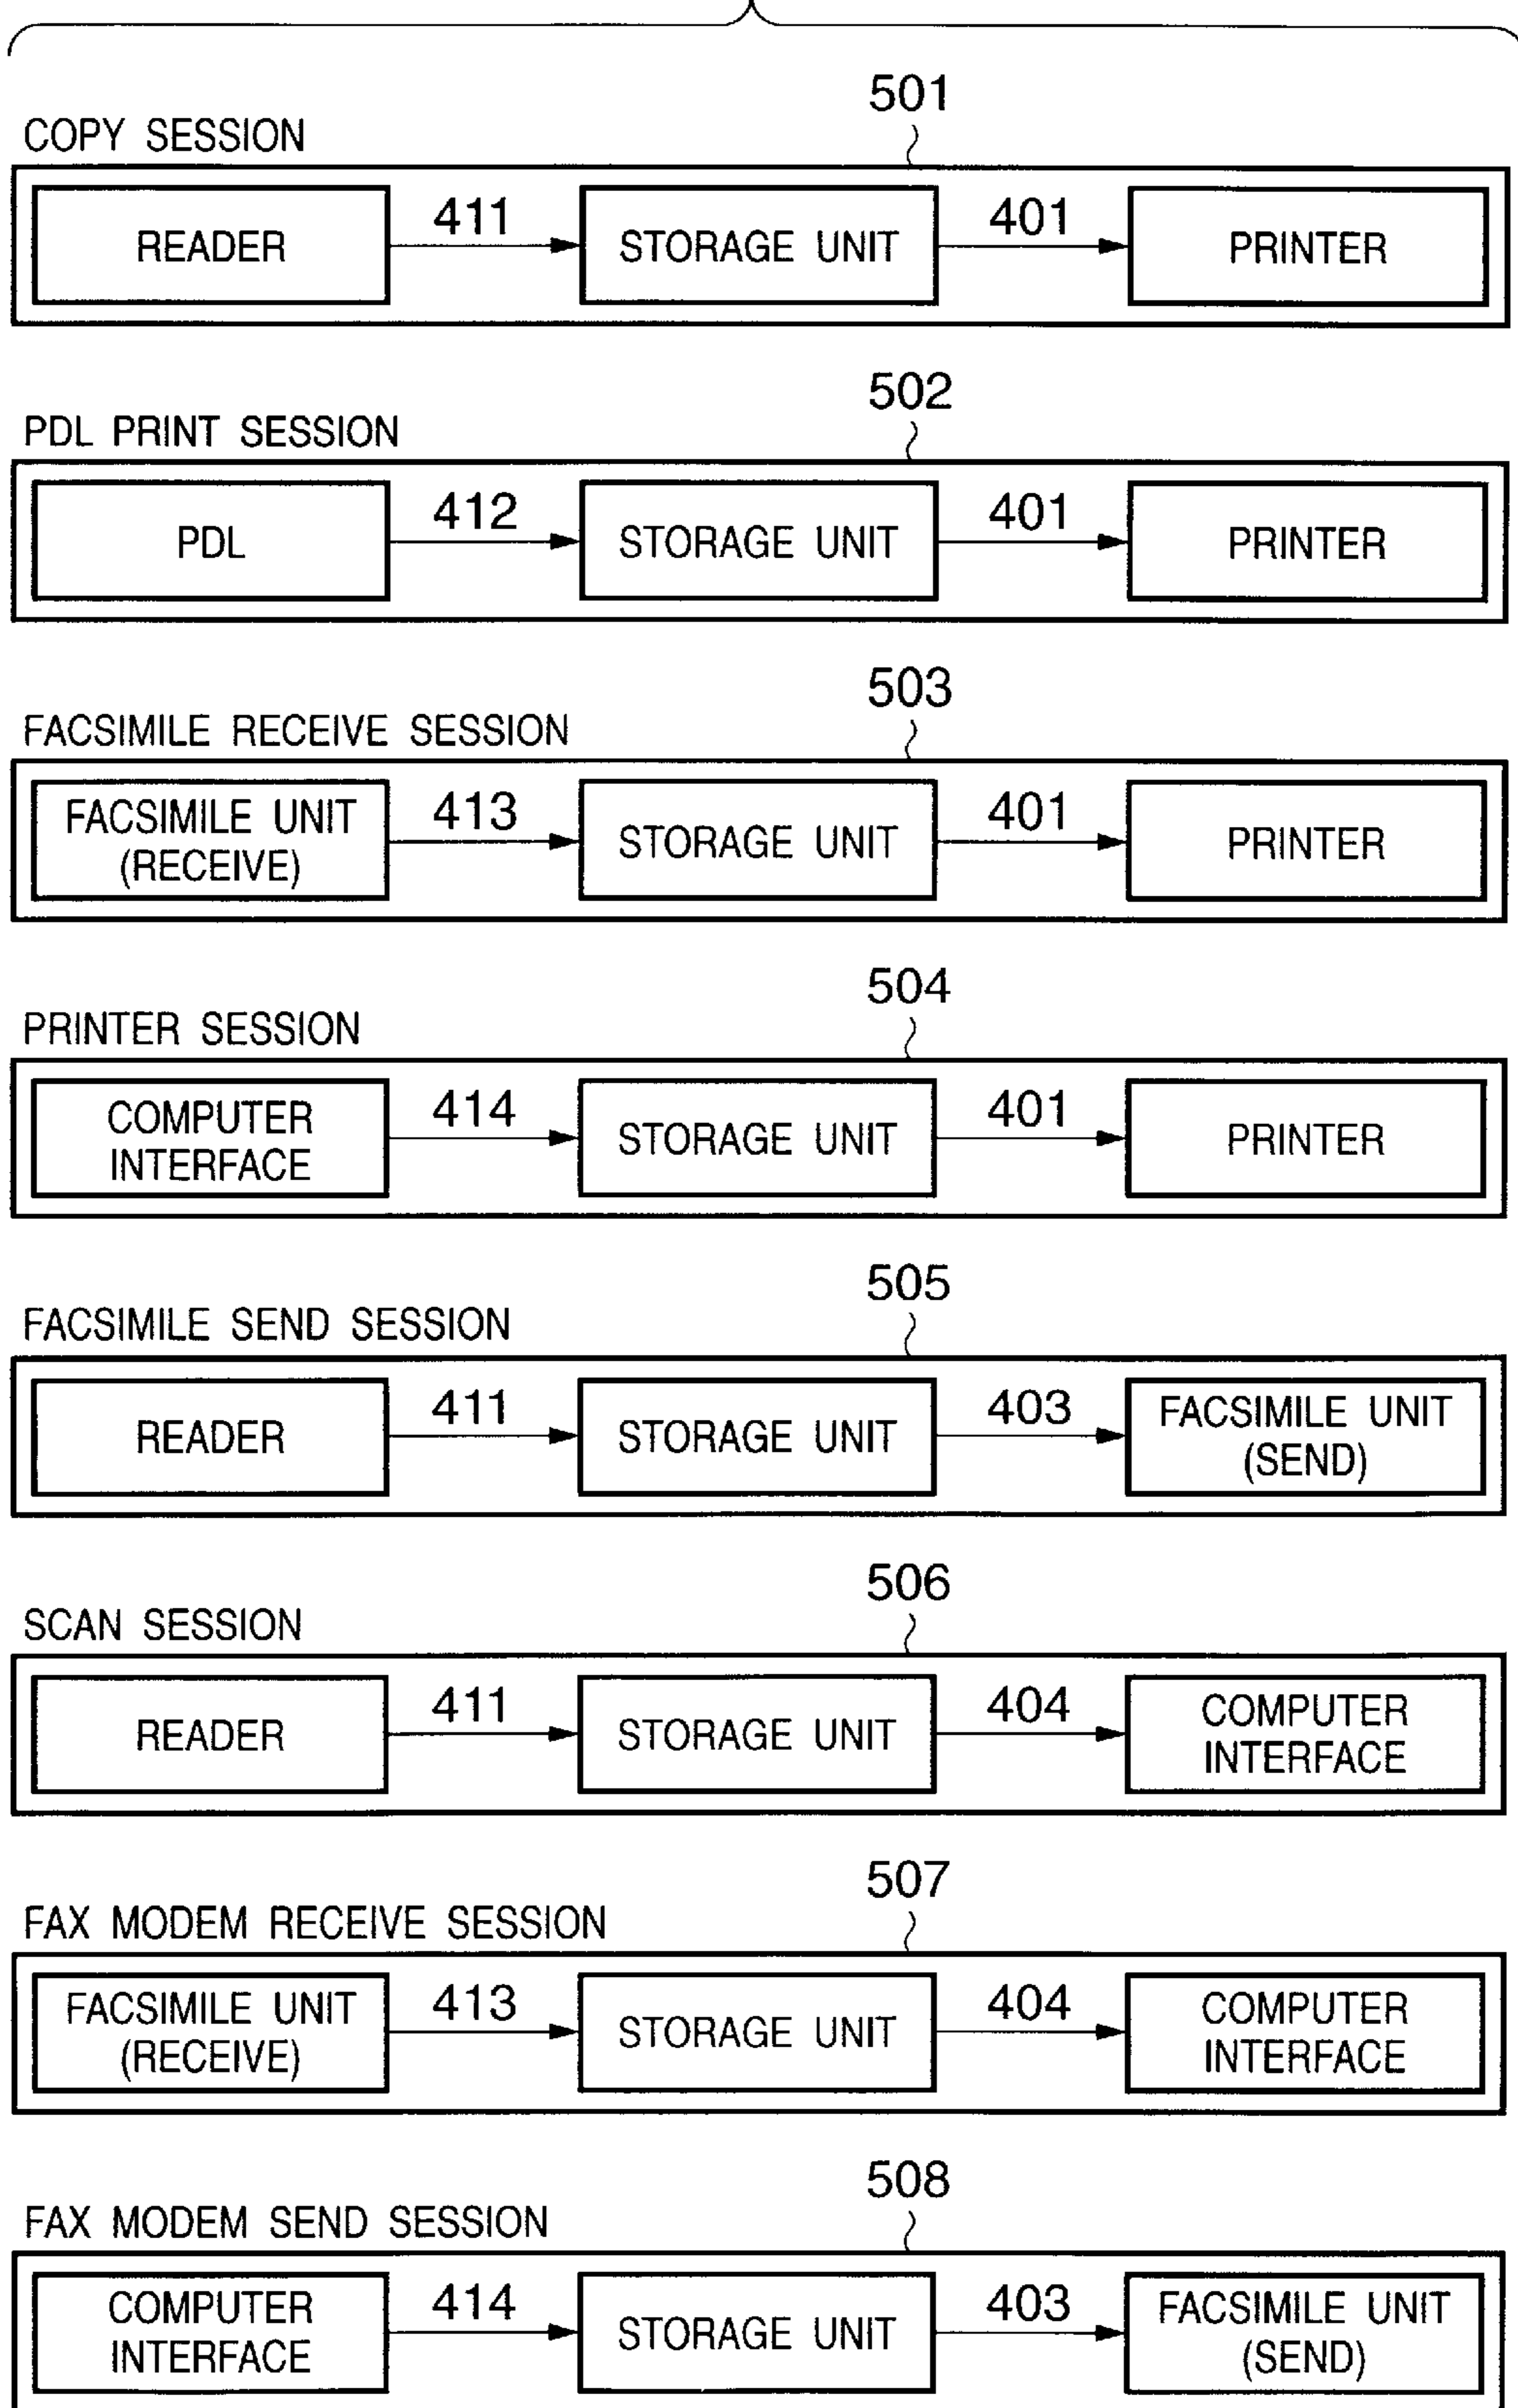 501
COPY SESSION
READER 411 STORAGE UNIT 401 PRINTER
502
PDL PRINT SESSION
PDL 412 STORAGE UNIT 401 PRINTER
503
FACSIMILE RECEIVE SESSION
FACSIMILE UNIT
(RECEIVE) 413 STORAGE UNIT 401 PRINTER
504
PRINTER SESSION
COMPUTER
INTERFACE 414 STORAGE UNIT 401 PRINTER
505
FACSIMILE SEND SESSION
READER 411 STORAGE UNIT 403 FACSIMILE UNIT
(SEND)
506
SCAN SESSION
READER 411 STORAGE UNIT 404 COMPUTER
INTERFACE
507
FAX MODEM RECEIVE SESSION
FACSIMILE UNIT
(RECEIVE) 413 STORAGE UNIT 404 COMPUTER
INTERFACE
508
FAX MODEM SEND SESSION
COMPUTER
INTERFACE 414 STORAGE UNIT 403 FACSIMILE UNIT
(SEND)